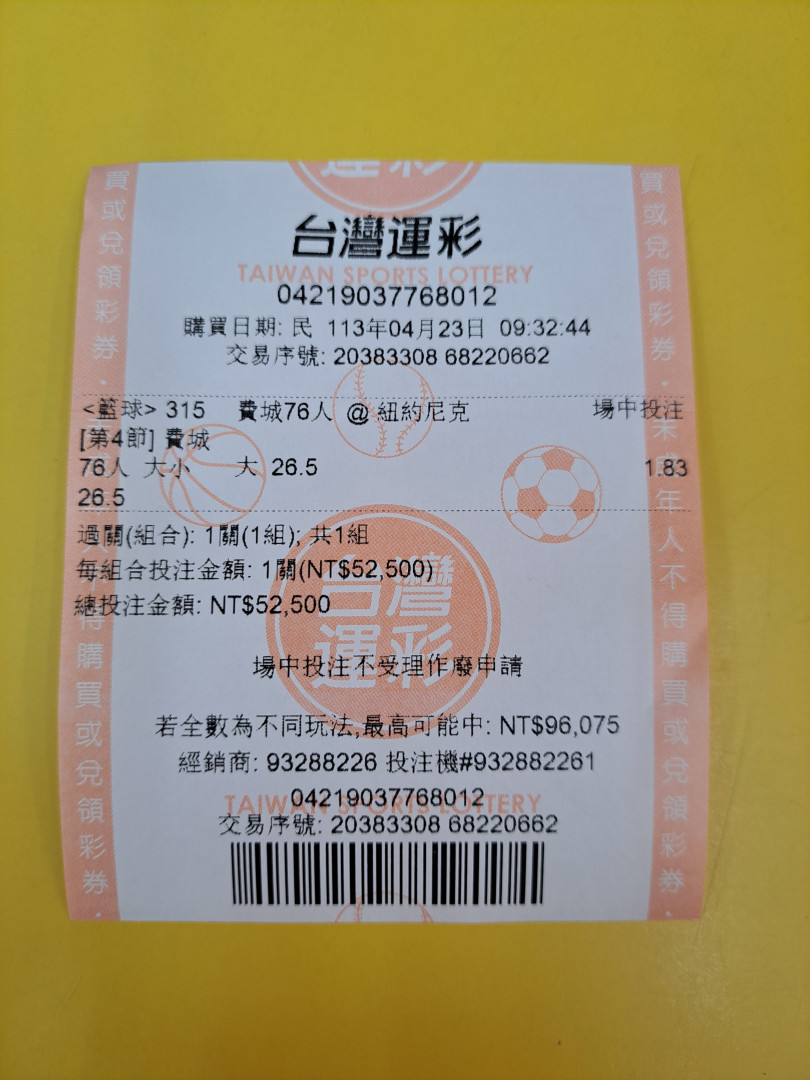 運彩
台灣運彩
TAIWAN SPORTS LOTTERY
04219037768012
購買日期: 民 113年04月23日 09:32:44
交易序號: 20383308 68220662
<籃球> 315 費城76人 @ 紐約尼克 場中投注
[第4節] 費城
76人 大小 大 26.5 1.83
26.5
過關(組合): 1關(1組); 共1組
每組合投注金額: 1關(NT$52,500)
總投注金額: NT$52,500
台灣
運彩
場中投注不受理作廢申請
若全數為不同玩法,最高可能中: NT$96,075
經銷商: 93288226 投注機#932882261
TAIWAN SPORTS LOTTERY
04219037768012
交易序號: 20383308 68220662
買或兌領彩券・
得購買或兌領彩券・
買或兌領彩券・未成年人不得購買或兌領彩券・